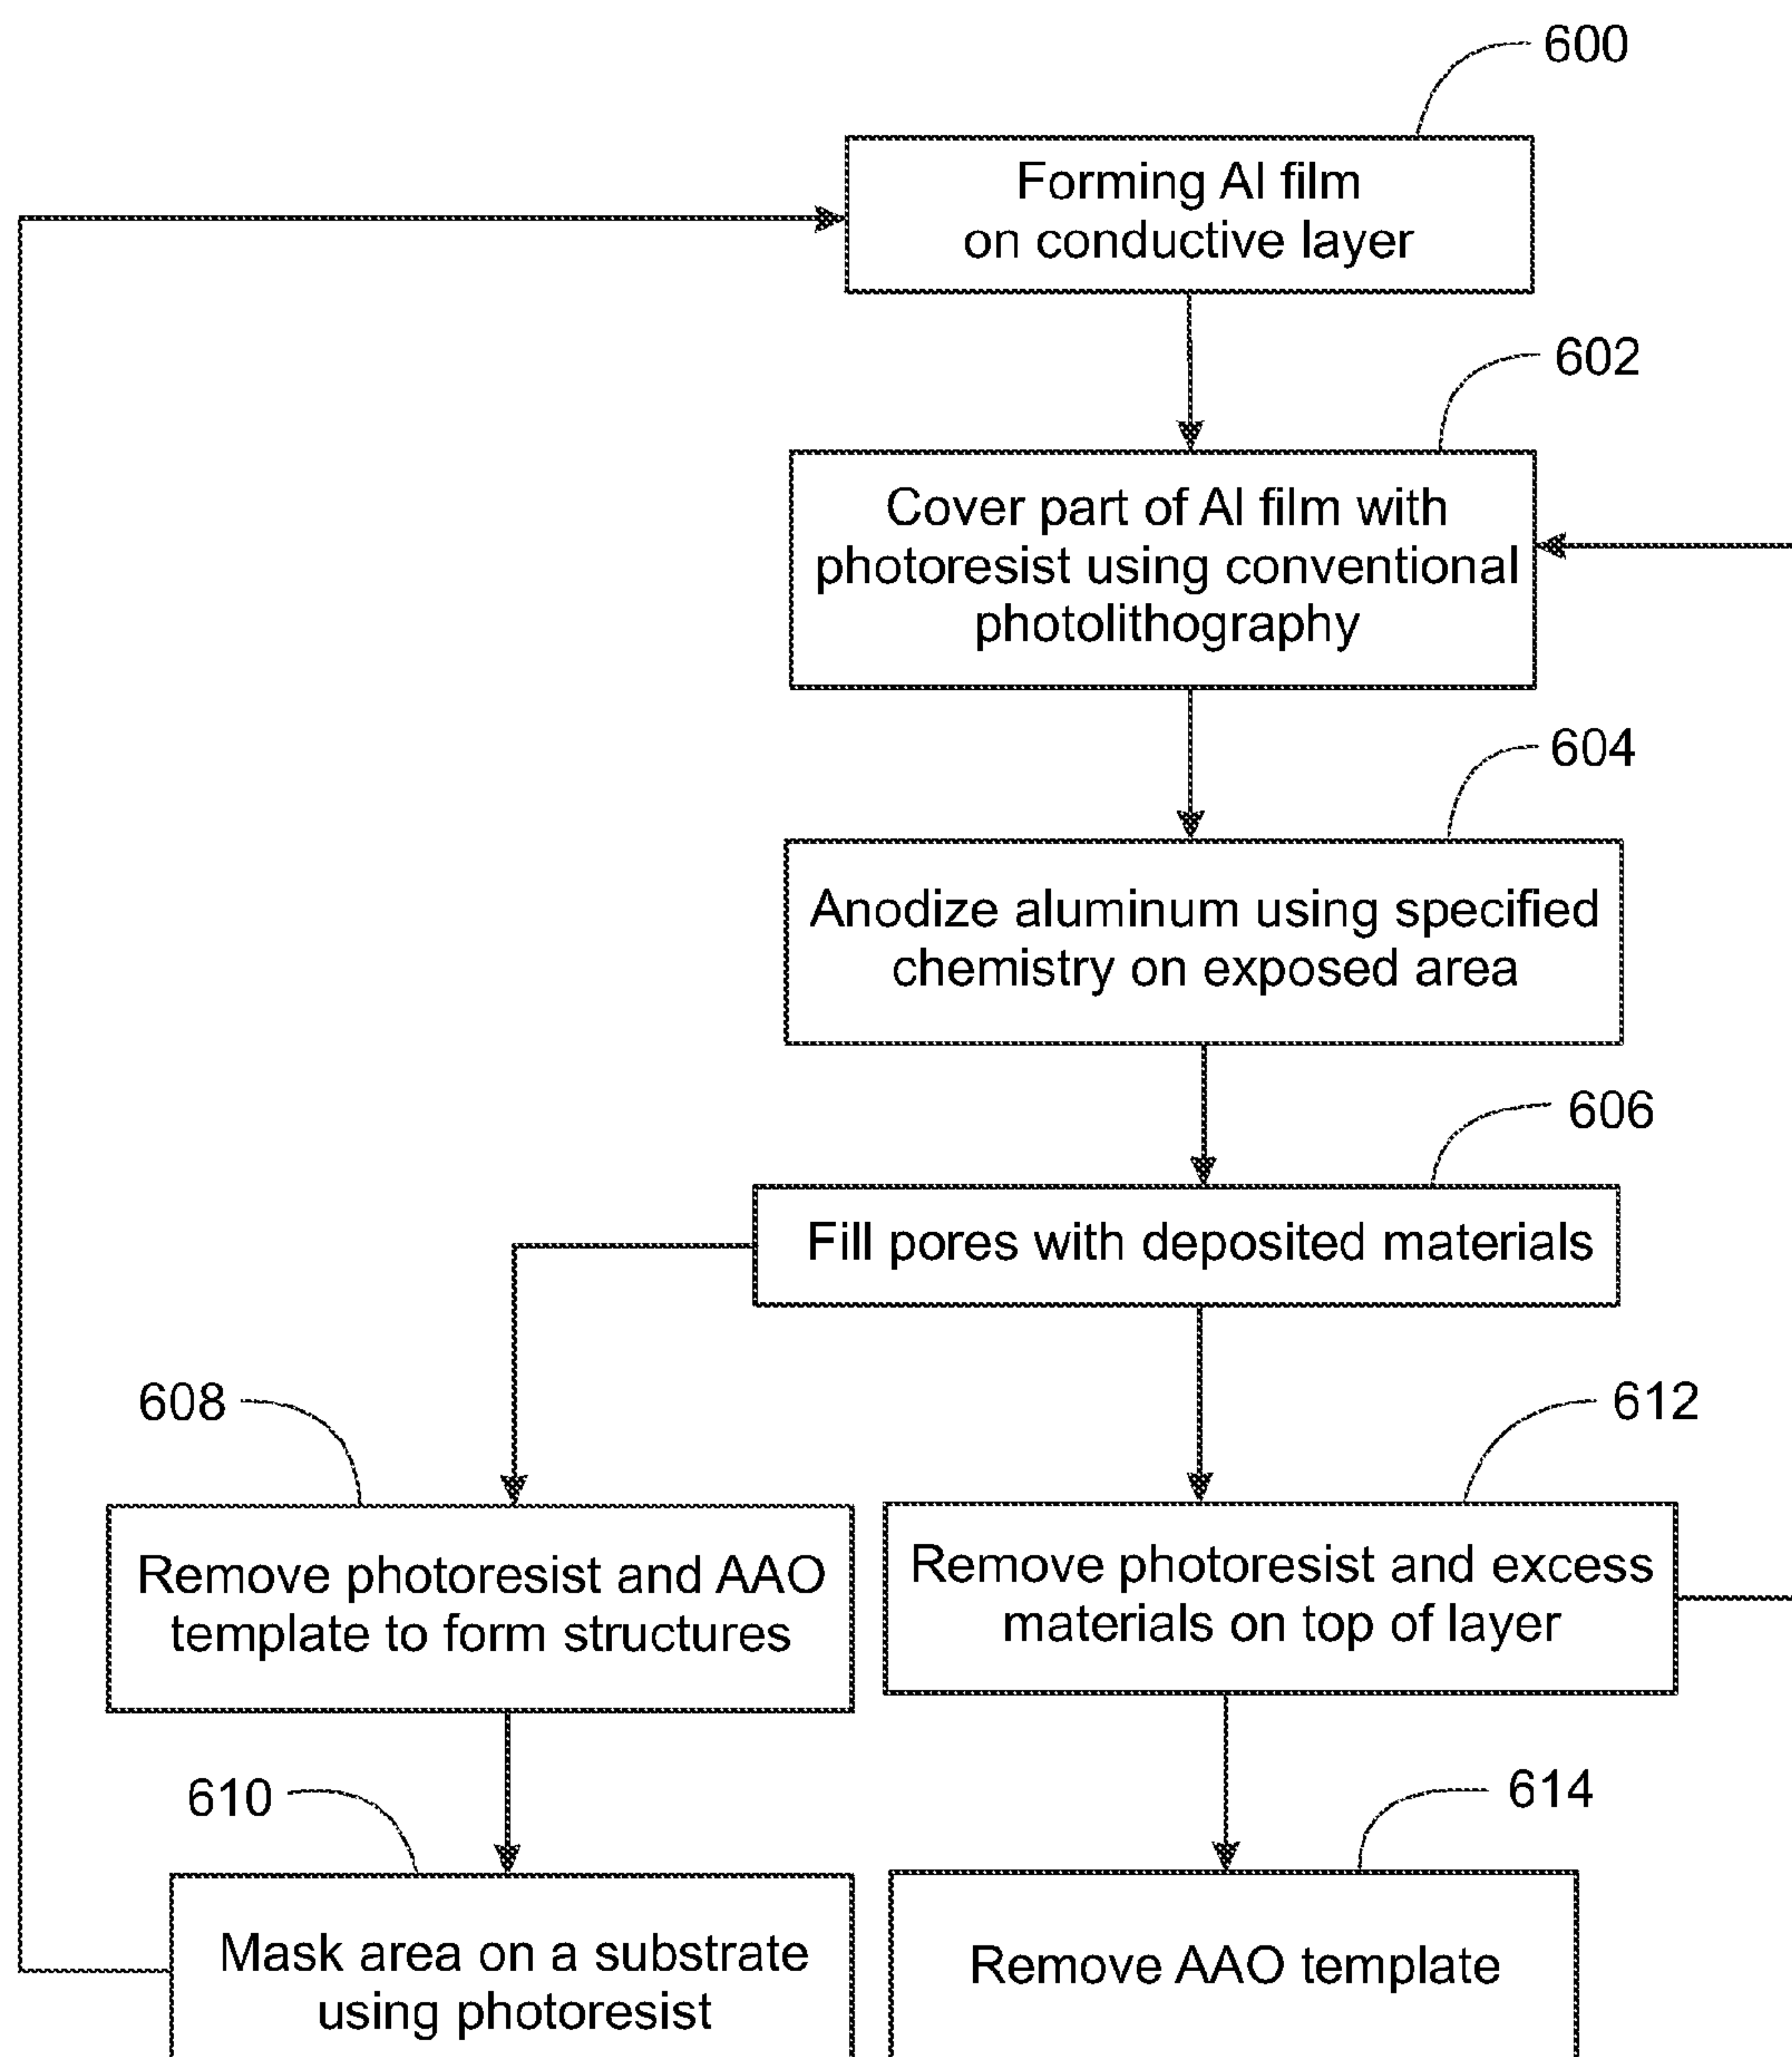 600
Forming Al film
on conductive layer
602
Cover part of Al film with
photoresist using conventional
photolithography
604
Anodize aluminum using specified
chemistry on exposed area
606
Fill pores with deposited materials
608
612
Remove photoresist and AAO
template to form structures
Remove photoresist and excess
materials on top of layer
610
614
Mask area on a substrate
using photoresist
Remove AAO template